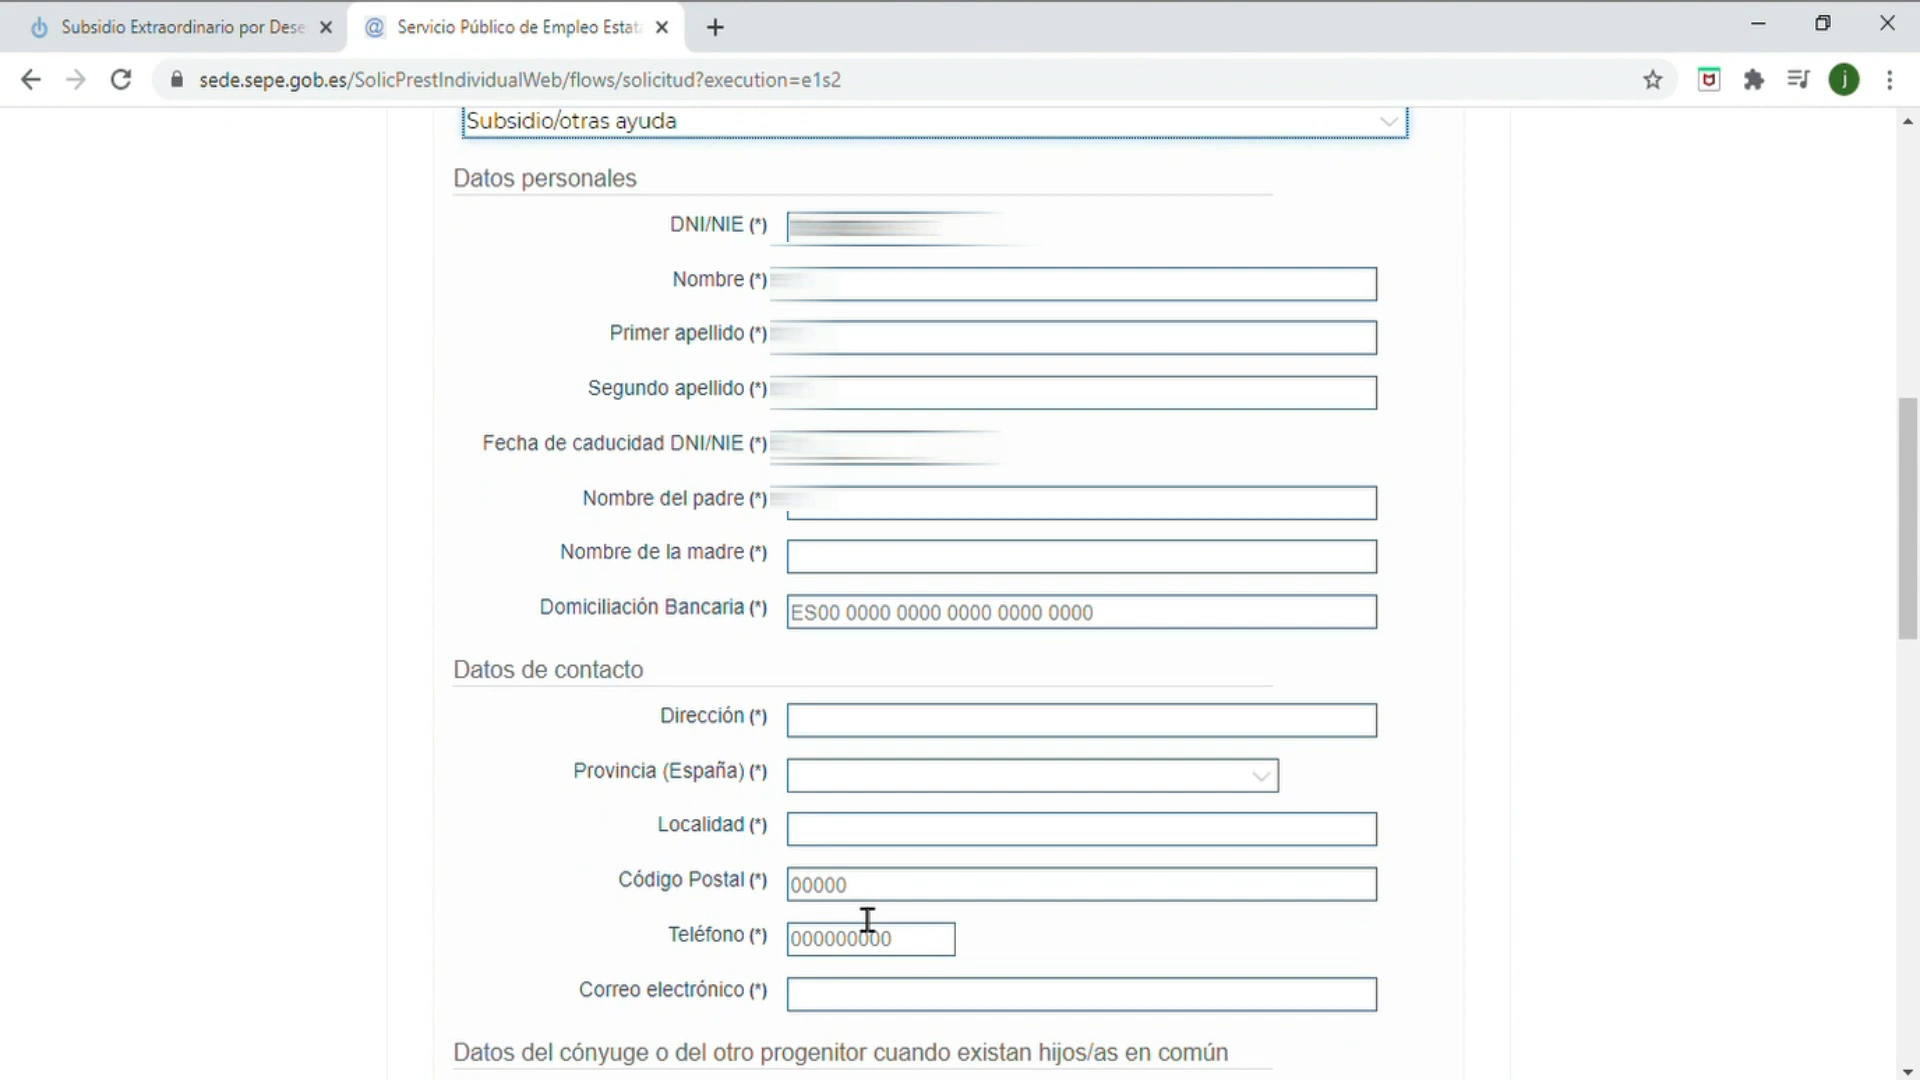 Subsidio Extraordinario por Dese
Servicio Público de Empleo Estata
sede.sepe.gob.es/SolicPrestIndividualWeb/flows/solicitud?execution=e1s2
j
Subsidio/otras ayuda
Datos personales
DNI/NIE (*)
Nombre (*)
Primer apellido (*)
Segundo apellido (*)
Fecha de caducidad DNI/NIE (*)
Nombre del padre (*)
Nombre de la madre (*)
Domiciliación Bancaria (*) ES00 0000 0000 0000 0000 0000
Datos de contacto
Dirección (*)
Provincia (España) (*)
Localidad (*)
Código Postal (*) 00000
Teléfono (*) 000000000
Correo electrónico (*)
Datos del cónyuge o del otro progenitor cuando existan hijos/as en común